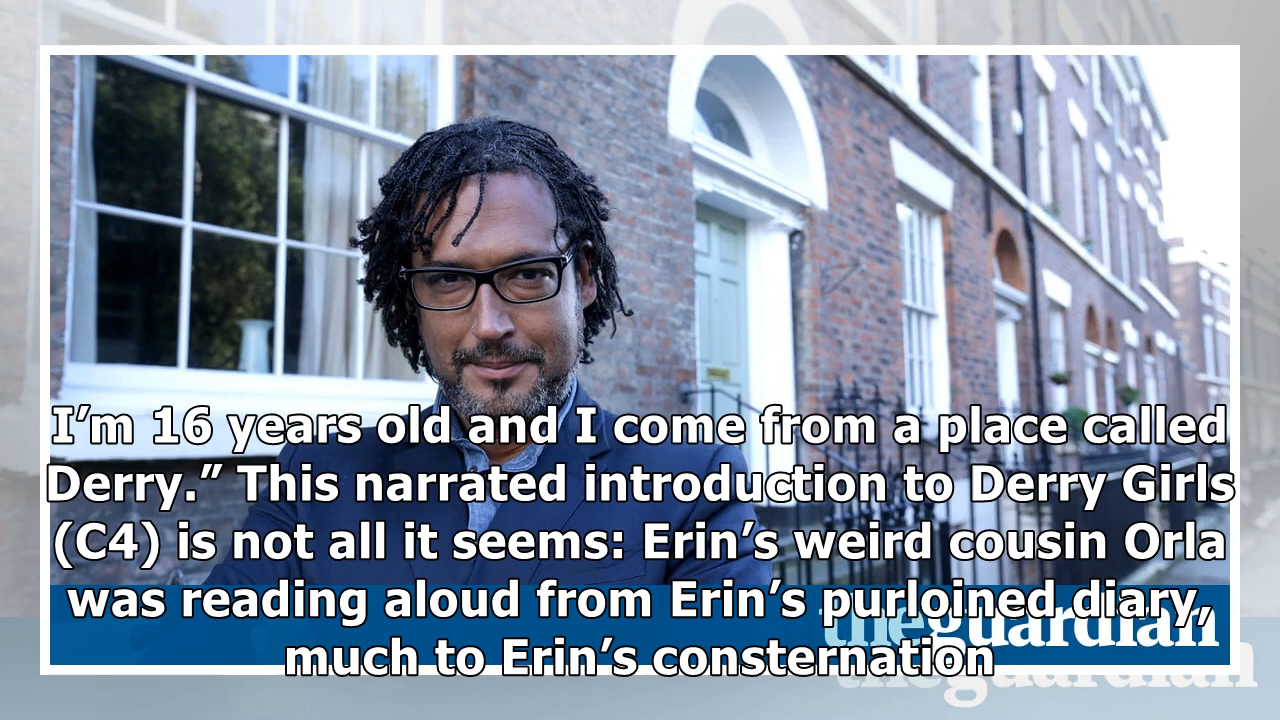 I’m 16 years old and I come from a place called
Derry.” This narrated introduction to Derry Girls
(C4) is not all it seems: Erin’s weird cousin Orla
was reading aloud from Erin’s purloined diary,
much to Erin’s consternation
theguardian
theguardian